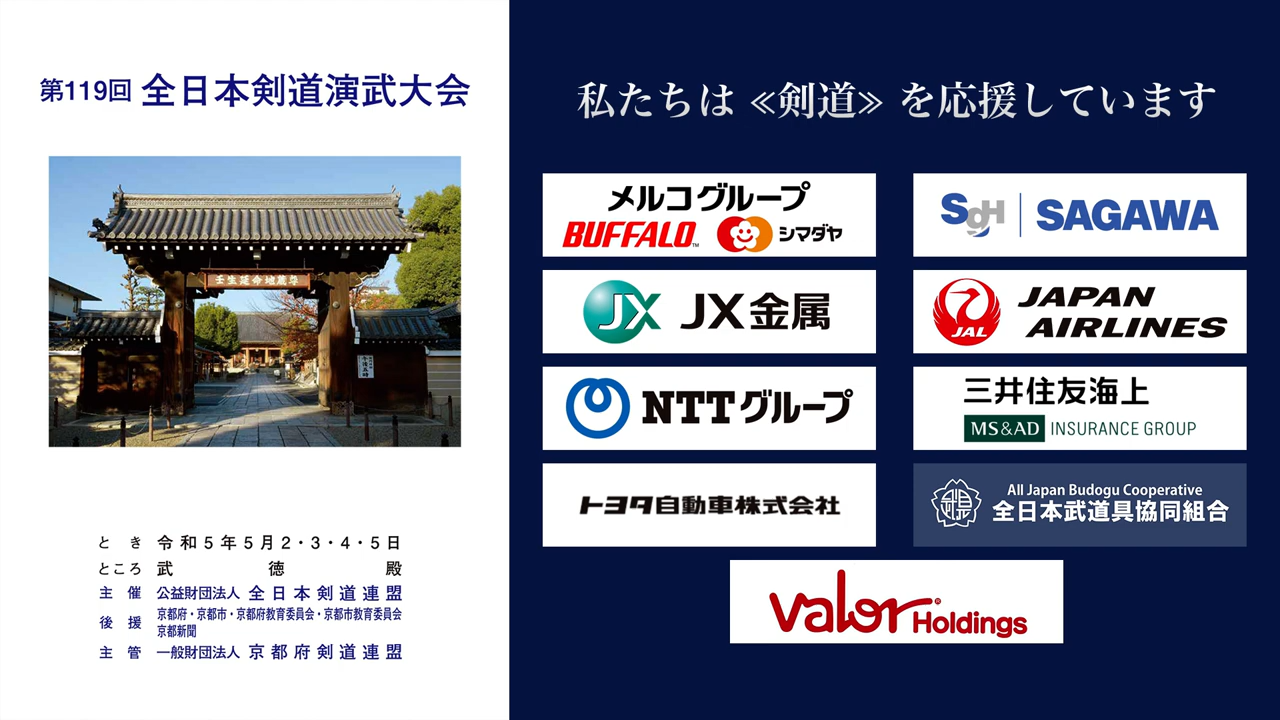 第119回 全日本剣道演武大会
壬生延命地蔵尊
と き 令和5年5月2・3・4・5日
ところ 武徳殿
主催 公益財団法人 全日本剣道連盟
後援 京都府・京都市・京都府教育委員会・京都市教育委員会
京都新聞
主管 一般財団法人 京都府剣道連盟
私たちは≪剣道≫を応援しています
メルコグループ
BUFFALO™ シマダヤ
SGH SAGAWA
JX JX金属
JAL JAPAN AIRLINES
NTTグループ
三井住友海上
MS&AD INSURANCE GROUP
トヨタ自動車株式会社
All Japan Budogu Cooperative
全日本武道具協同組合
valor® Holdings